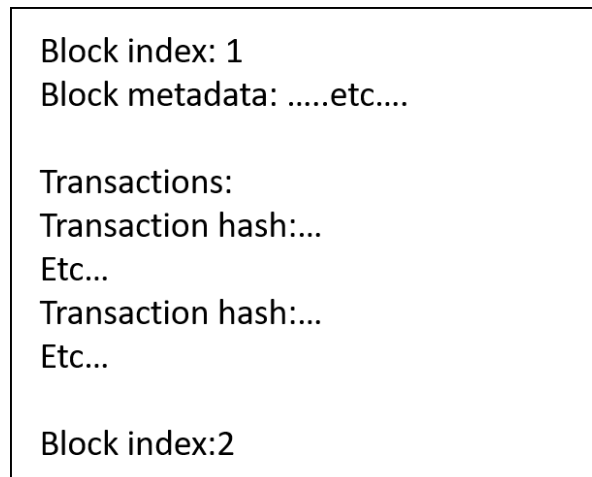 Block index: 1
Block metadata: .....etc....
Transactions:
Transaction hash:...
Etc...
Transaction hash:...
Etc...
Block index:2